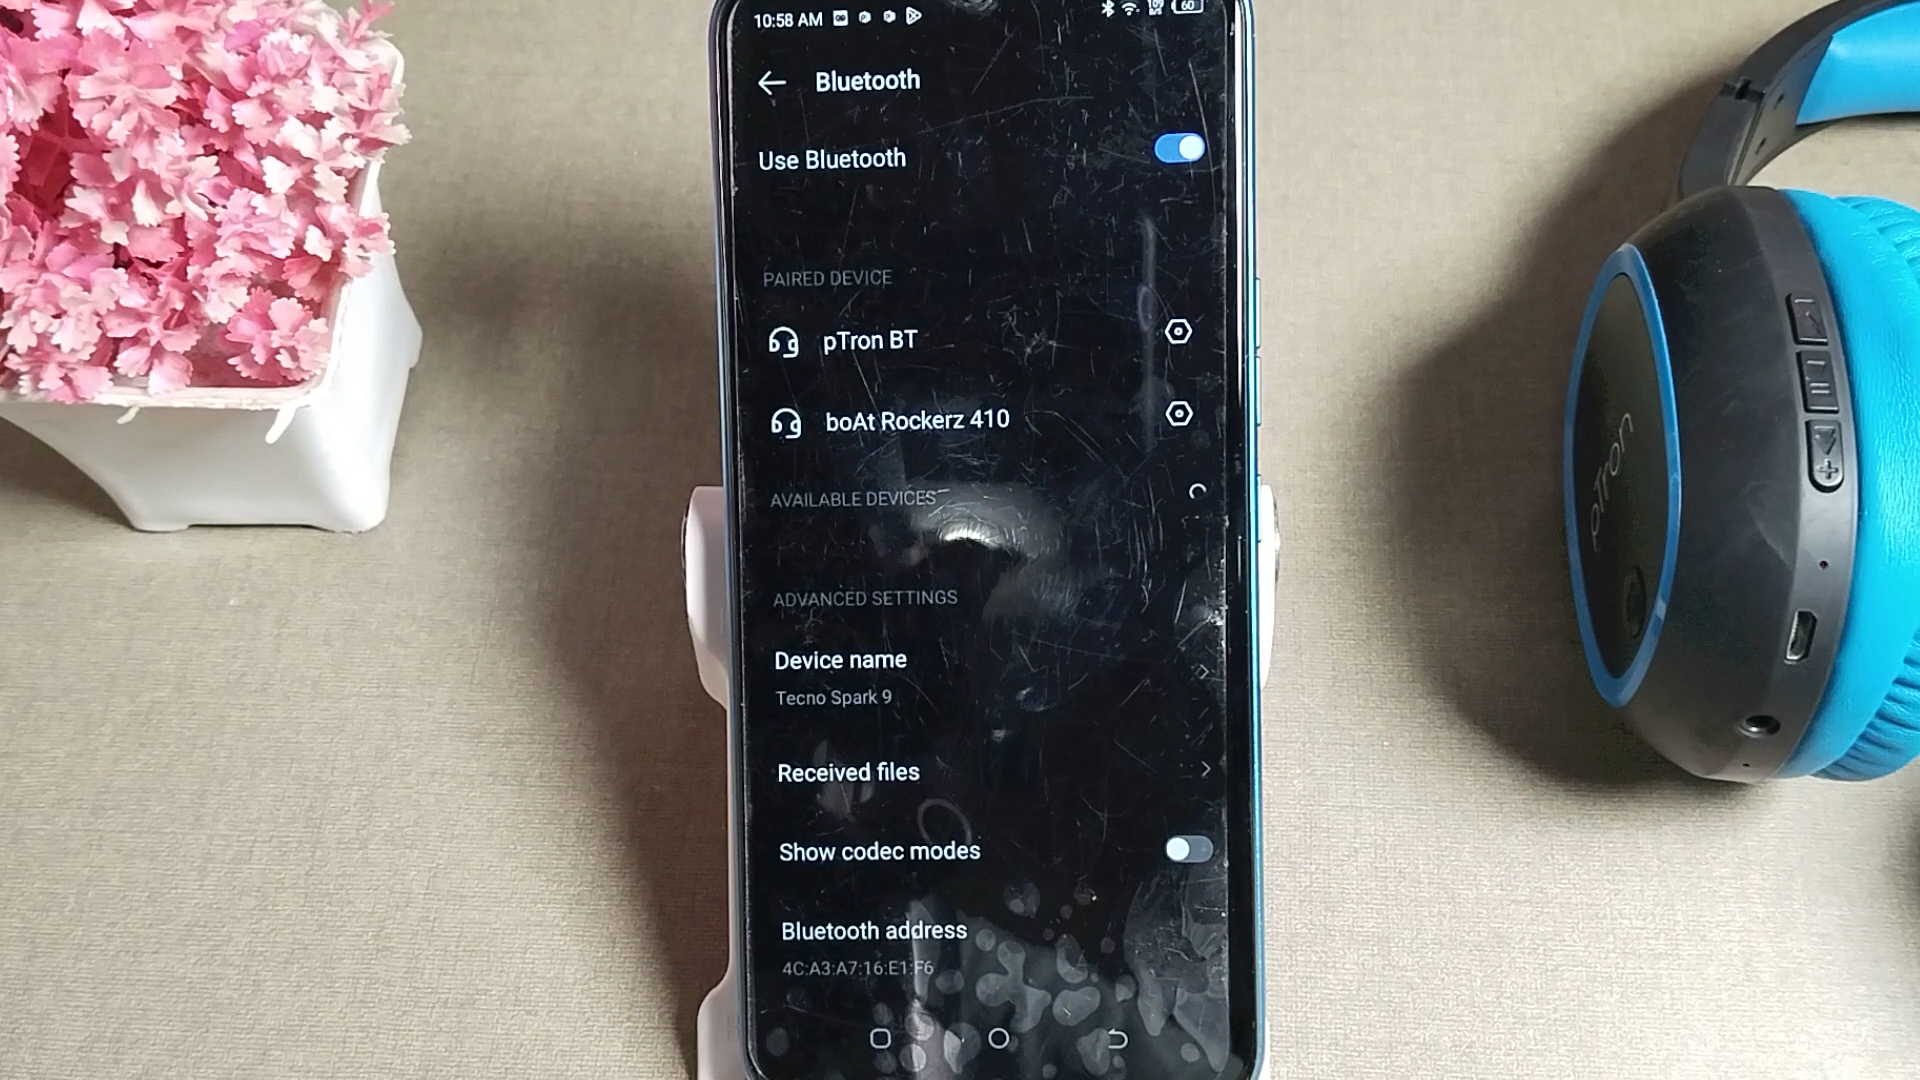 10:58 AM
60
Bluetooth
Use Bluetooth
PAIRED DEVICE
pTron BT
boAt Rockerz 410
AVAILABLE DEVICES
ADVANCED SETTINGS
Device name
Tecno Spark 9
Received files
Show codec modes
Bluetooth address
4C:A3:A7:16:E1:F6
pTron